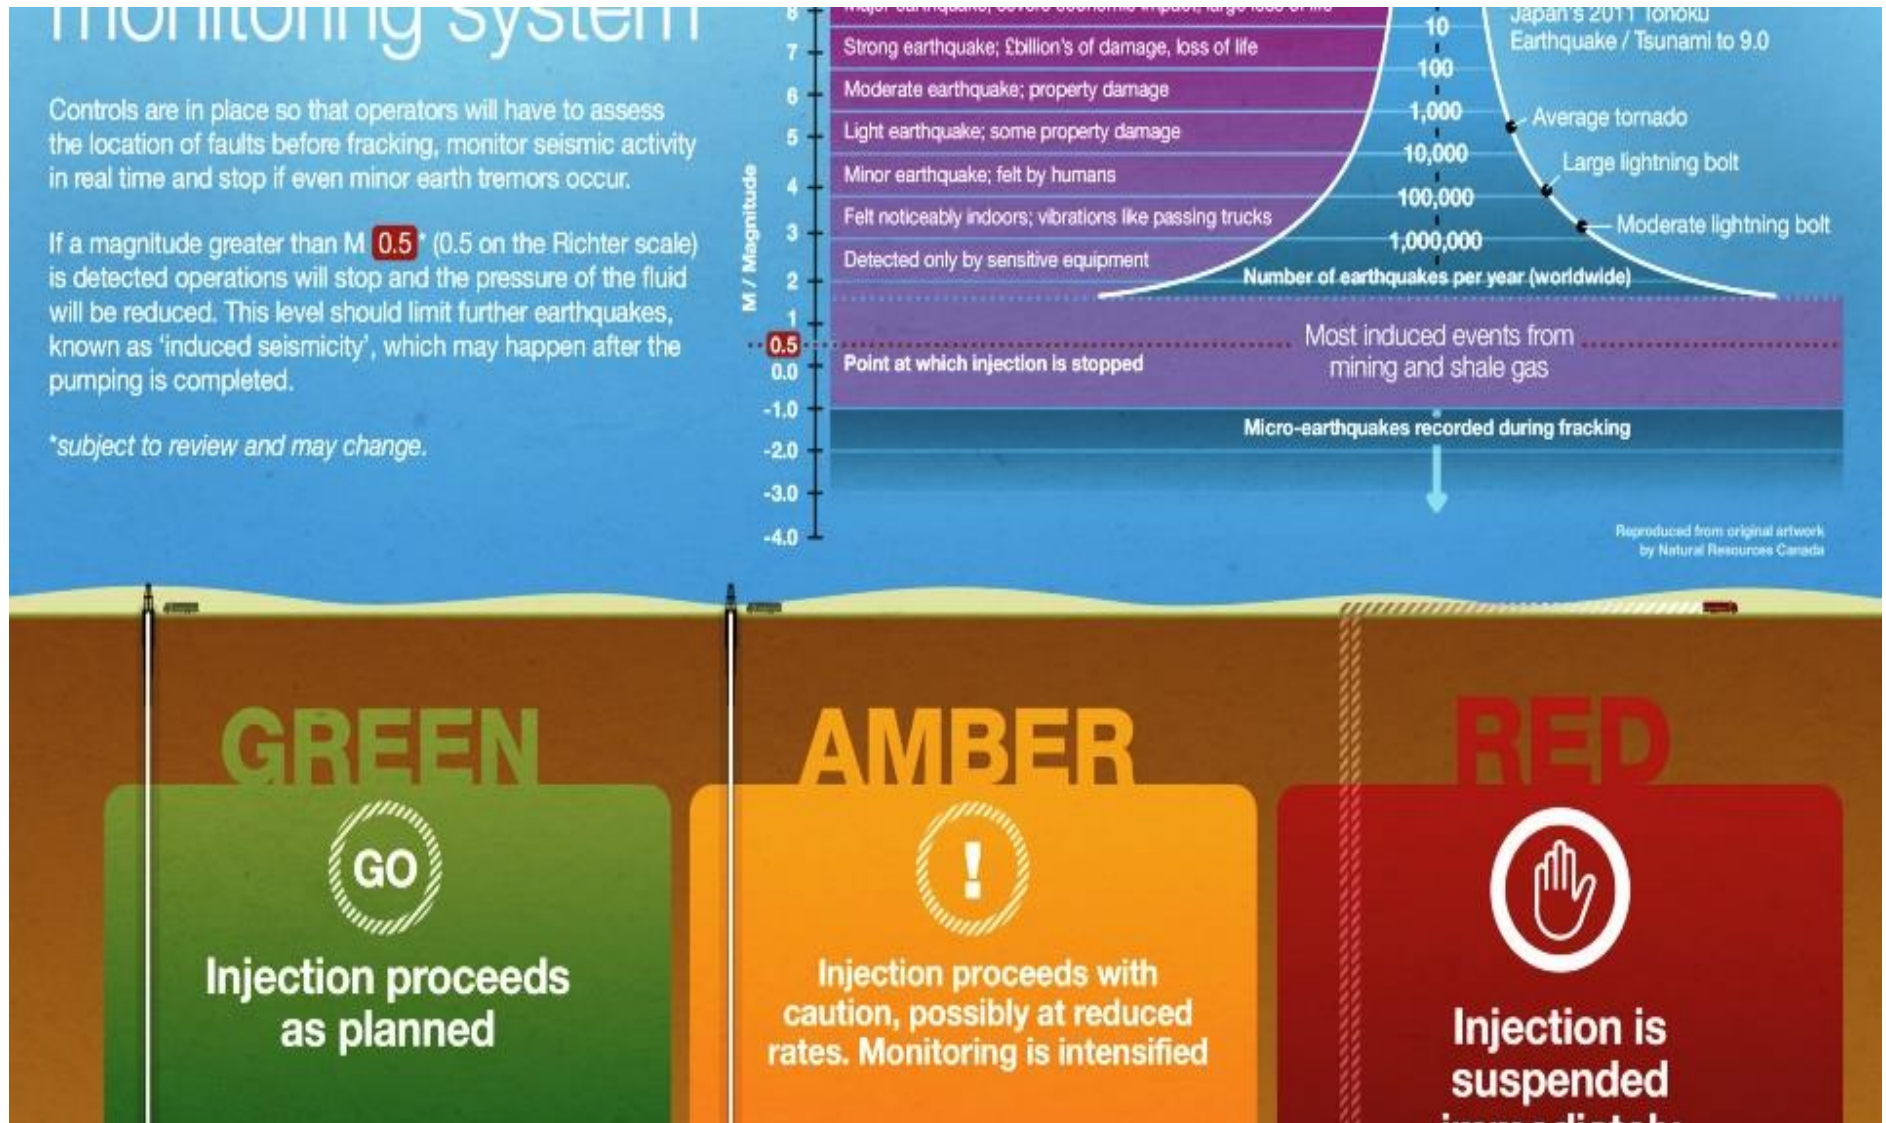 monitoring system
Controls are in place so that operators will have to assess
the location of faults before fracking, monitor seismic activity
in real time and stop if even minor earth tremors occur.
If a magnitude greater than M 0.5* (0.5 on the Richter scale)
is detected operations will stop and the pressure of the fluid
will be reduced. This level should limit further earthquakes,
known as ‘induced seismicity’, which may happen after the
pumping is completed.
*subject to review and may change.
M / Magnitude
8
7
6
5
4
3
2
1
0.5
0.0
-1.0
-2.0
-3.0
-4.0
Major earthquake; severe economic impact, large loss of life
Strong earthquake; £billion's of damage, loss of life
Moderate earthquake; property damage
Light earthquake; some property damage
Minor earthquake; felt by humans
Felt noticeably indoors; vibrations like passing trucks
Detected only by sensitive equipment
Point at which injection is stopped
10
100
1,000
10,000
100,000
1,000,000
Number of earthquakes per year (worldwide)
Japan's 2011 Tohoku
Earthquake / Tsunami to 9.0
Average tornado
Large lightning bolt
Moderate lightning bolt
Most induced events from
mining and shale gas
Micro-earthquakes recorded during fracking
Reproduced from original artwork
by Natural Resources Canada
GREEN
GO
Injection proceeds
as planned
AMBER
!
Injection proceeds with
caution, possibly at reduced
rates. Monitoring is intensified
RED
Injection is
suspended
immediately